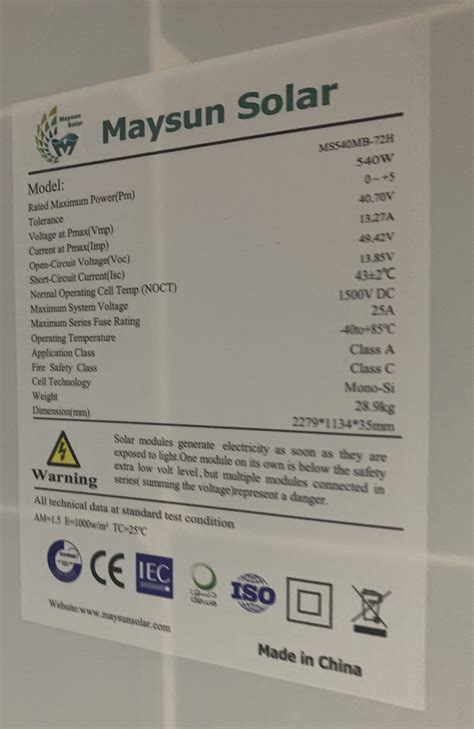 Maysun Solar
Maysun Solar
Model: MS540MB-72H
Rated Maximum Power(Pm) 540W
Tolerance 0~+5
Voltage at Pmax(Vmp) 40.70V
Current at Pmax(Imp) 13.27A
Open-Circuit Voltage(Voc) 49.42V
Short-Circuit Current(Isc) 13.85V
Normal Operating Cell Temp (NOCT) 43±2℃
Maximum System Voltage 1500V DC
Maximum Series Fuse Rating 25A
Operating Temperature -40to+85℃
Application Class Class A
Fire Safety Class Class C
Cell Technology Mono-Si
Weight 28.9kg
Dimension(mm) 2279*1134*35mm
Warning
Solar modules generate electricity as soon as they are
exposed to light.One module on its own is below the safety
extra low volt level, but multiple modules connected in
series( summing the voltage)represent a danger.
All technical data at standard test condition
AM=1.5 E=1000w/m² TC=25℃
CE IEC ISO
Website:www.maysunsolar.com
Made in China